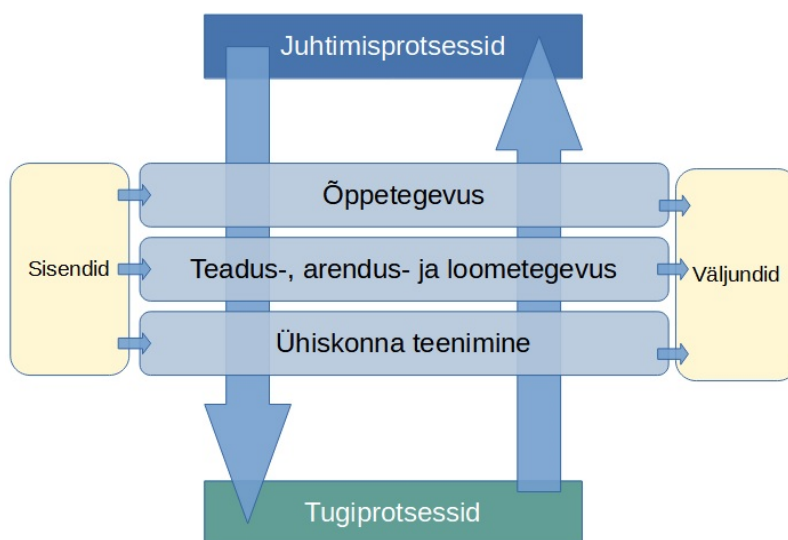 Juhtimisprotsessid
Õppetegevus
Sisendid
Teadus-, arendus- ja loometegevus
Väljundid
Ühiskonna teenimine
Tugiprotsessid